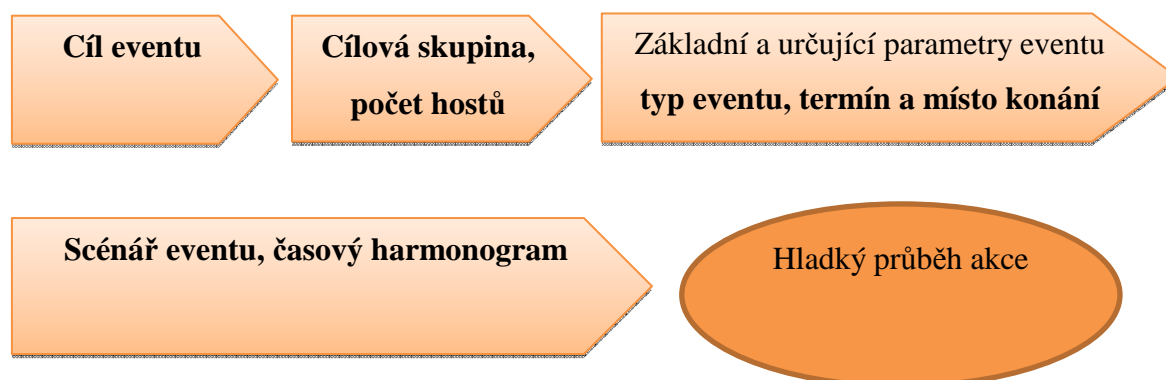 Cíl eventu
Cílová skupina,
počet hostů
Základní a určující parametry eventu
typ eventu, termín a místo konání
Scénář eventu, časový harmonogram
Hladký průběh akce